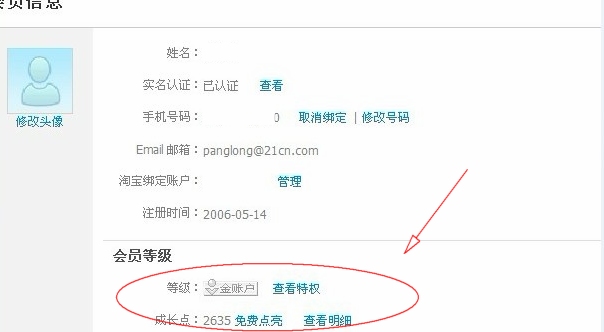 会员信息
姓名：
实名认证：已认证 查看
手机号码： 0 取消绑定 | 修改号码
修改头像
Email 邮箱：panglong@21cn.com
淘宝绑定账户： 管理
注册时间：2006-05-14
会员等级
等级： 金账户 查看特权
成长点：2635 免费点亮 查看明细